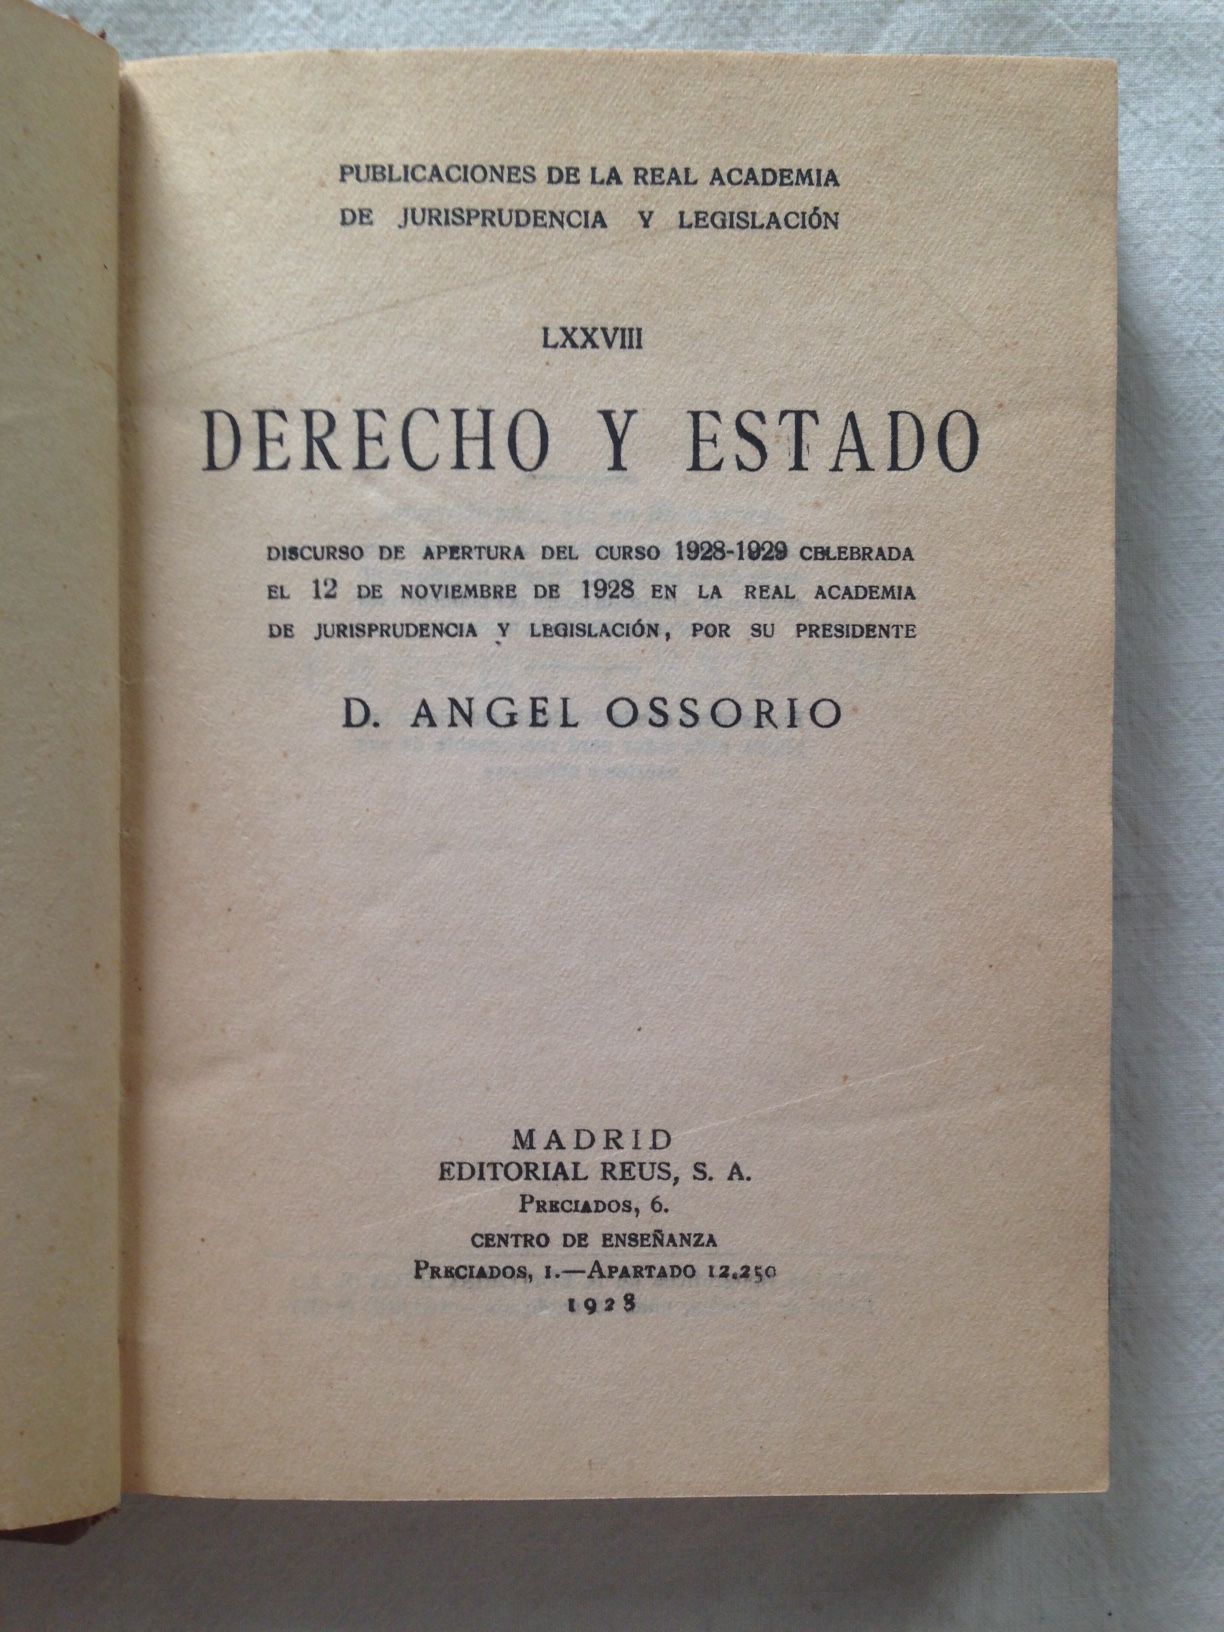 PUBLICACIONES DE LA REAL ACADEMIA
DE JURISPRUDENCIA Y LEGISLACIÓN
LXXVIII
DERECHO Y ESTADO
DISCURSO DE APERTURA DEL CURSO 1928-1929 CELEBRADA
EL 12 DE NOVIEMBRE DE 1928 EN LA REAL ACADEMIA
DE JURISPRUDENCIA Y LEGISLACIÓN, POR SU PRESIDENTE
D. ANGEL OSSORIO
MADRID
EDITORIAL REUS, S. A.
PRECIADOS, 6.
CENTRO DE ENSEÑANZA
PRECIADOS, 1.—APARTADO 12.250
1928